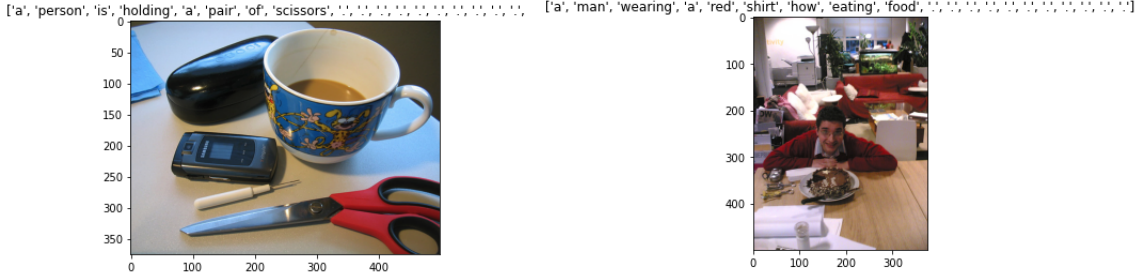 ['a', 'person', 'is', 'holding', 'a', 'pair', 'of', 'scissors', '.', '.', '.', '.', '.', '.', '.', '.', '.', '.', '.', '.', '.',
['a', 'man', 'wearing', 'a', 'red', 'shirt', 'how', 'eating', 'food', '.', '.', '.', '.', '.', '.', '.', '.', '.', '.', '.', '.', '.', '.']
0
50
100
150
200
250
300
350
0 100 200 300 400
SAMSUNG
0
100
200
300
400
0 100 200 300